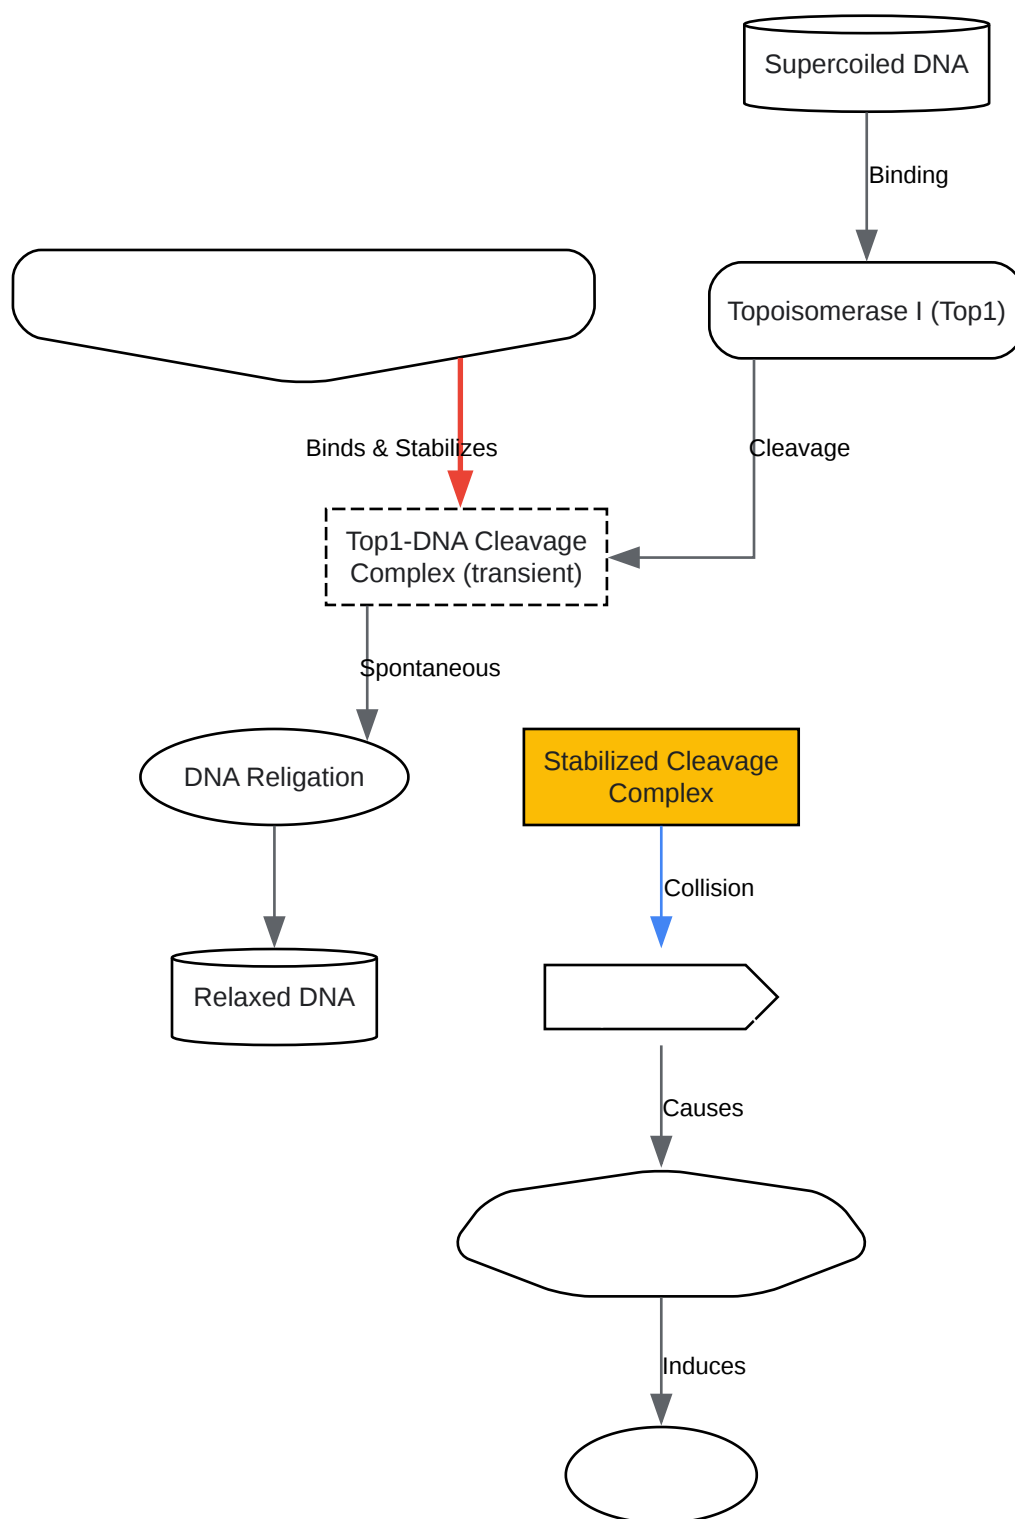 Supercoiled DNA
Binding
Topoisomerase I (Top1)
Binds & Stabilizes
Cleavage
Top1-DNA Cleavage
Complex (transient)
Spontaneous
DNA Religation
Stabilized Cleavage
Complex
Collision
Relaxed DNA
Causes
Induces